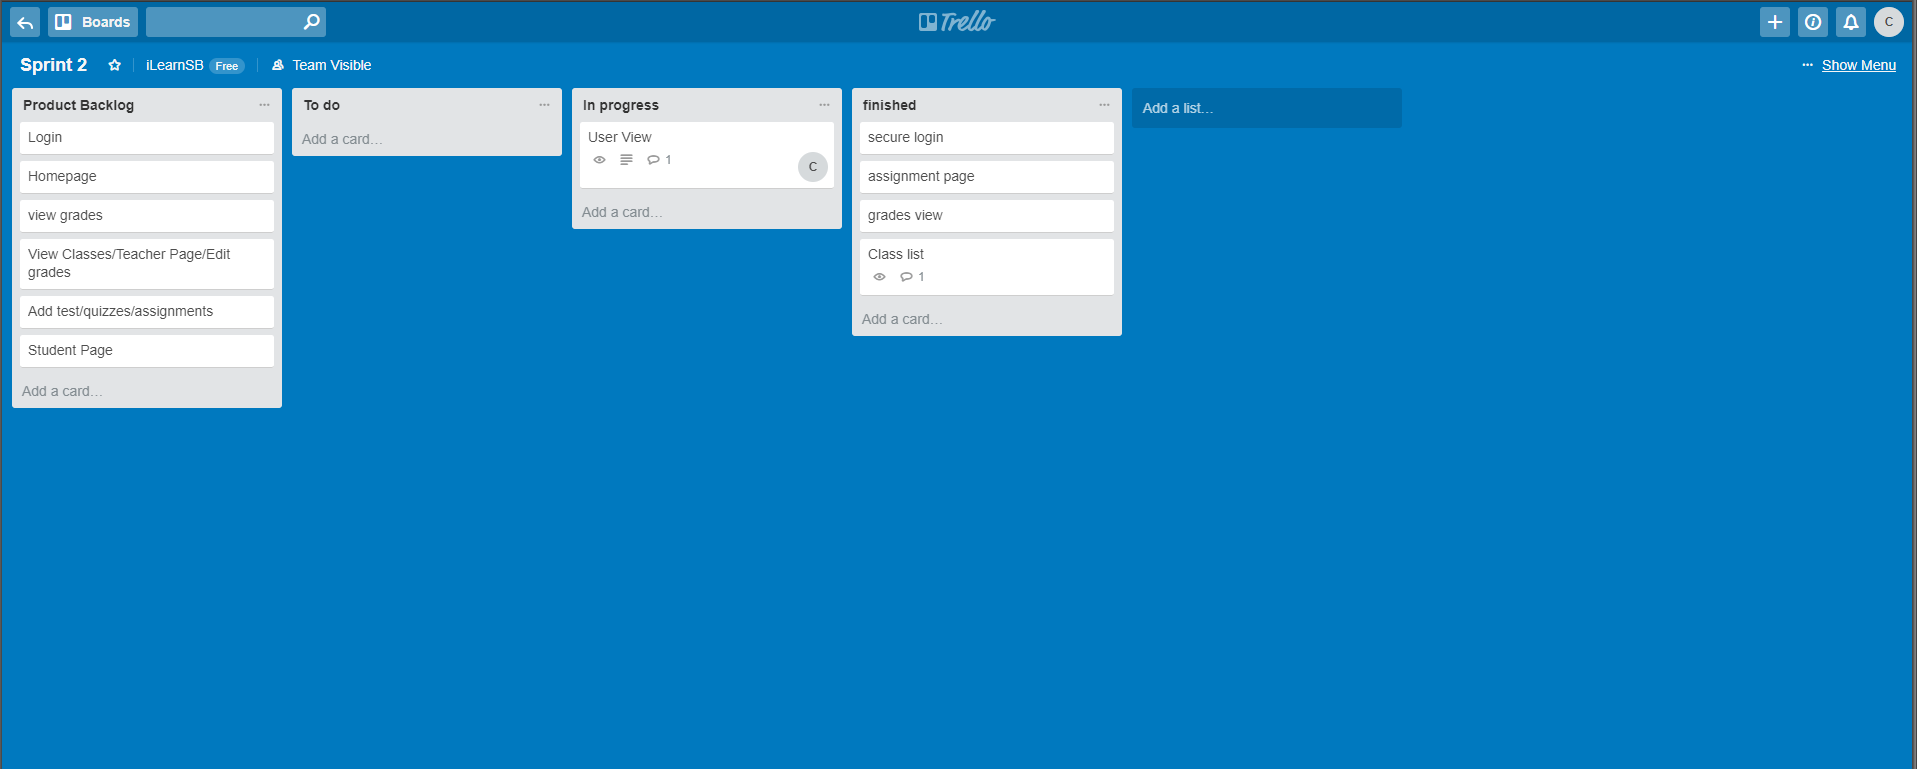 Boards
Trello
C
Sprint 2
iLearnSB Free
Team Visible
... Show Menu
Product Backlog
Login
Homepage
view grades
View Classes/Teacher Page/Edit
grades
Add test/quizzes/assignments
Student Page
Add a card...
To do
Add a card...
In progress
User View
1
C
Add a card...
finished
secure login
assignment page
grades view
Class list
1
Add a card...
Add a list...